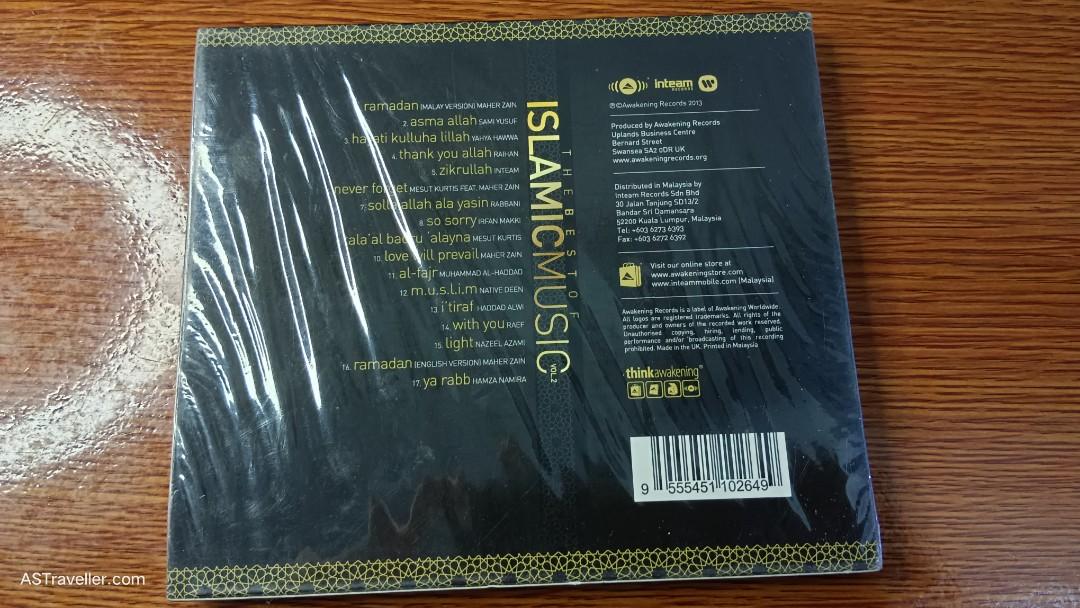 ramadan [MALAY VERSION] MAHER ZAIN
2. asma allah SAMI YUSUF
3. hayati kulluha lillah YAHYA HAWWA
4. thank you allah RAIHAN
5. zikrullah INTEAM
never forget MESUT KURTIS FEAT. MAHER ZAIN
7. solla allah ala yasin RABBANI
8. so sorry IRFAN MAKKI
tala'al badru 'alayna MESUT KURTIS
10. love will prevail MAHER ZAIN
11. al-fajr MUHAMMAD AL-HADDAD
12. m.u.s.l.i.m NATIVE DEEN
13. i'tiraf HADDAD ALWI
14. with you RAEF
15. light NAZEEL AZAMI
16. ramadan [ENGLISH VERSION] MAHER ZAIN
17. ya rabb HAMZA NAMIRA
THE BEST OF
ISLAMICMUSIC
VOL.2
inteam
RECORDS
℗©Awakening Records 2013
Produced by Awakening Records
Uplands Business Centre
Bernard Street
Swansea SA2 0DR UK
www.awakeningrecords.org
Distributed in Malaysia by
Inteam Records Sdn Bhd
30 Jalan Tanjung SD13/2
Bandar Sri Damansara
52200 Kuala Lumpur, Malaysia
Tel: +603 6273 6393
Fax: +603 6272 6392
Visit our online store at
www.awakeningstore.com
www.inteammobile.com [Malaysia]
Awakening Records is a label of Awakening Worldwide.
All logos are registered trademarks. All rights of the
producer and owners of the recorded work reserved.
Unauthorised copying, hiring, lending, public
performance and/or broadcasting of this recording
prohibited. Made in the UK. Printed in Malaysia
thinkawakening®
9 555451 102649
ASTraveller.com